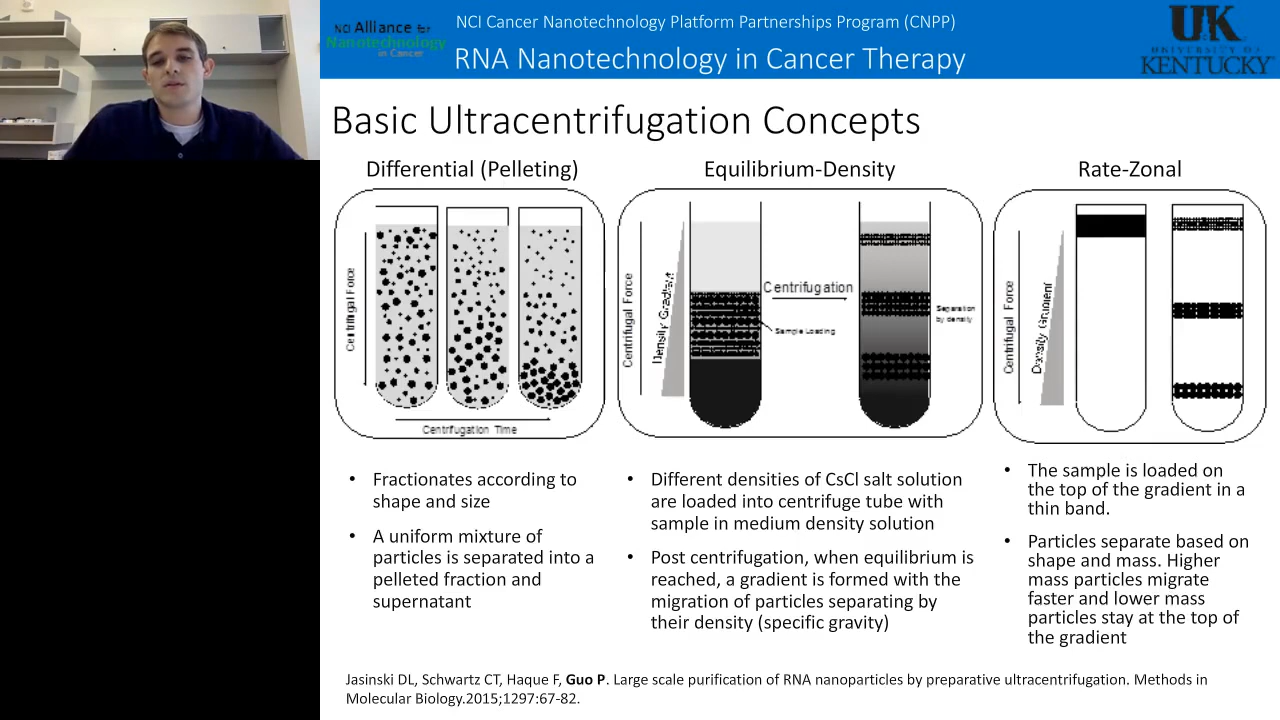 NCI Alliance for
Nanotechnology
in Cancer
NCI Cancer Nanotechnology Platform Partnerships Program (CNPP)
RNA Nanotechnology in Cancer Therapy
UK
UNIVERSITY OF
KENTUCKY
Basic Ultracentrifugation Concepts
Differential (Pelleting)
Centrifugal Force
Centrifugation Time
• Fractionates according to
shape and size
• A uniform mixture of
particles is separated into a
pelleted fraction and
supernatant
Equilibrium-Density
Centrifugal Force
Density Gradient
Centrifugation
Sample Loading
Separation
by density
• Different densities of CsCl salt solution
are loaded into centrifuge tube with
sample in medium density solution
• Post centrifugation, when equilibrium is
reached, a gradient is formed with the
migration of particles separating by
their density (specific gravity)
Rate-Zonal
Centrifugal Force
Density Gradient
• The sample is loaded on
the top of the gradient in a
thin band.
• Particles separate based on
shape and mass. Higher
mass particles migrate
faster and lower mass
particles stay at the top of
the gradient
Jasinski DL, Schwartz CT, Haque F, Guo P. Large scale purification of RNA nanoparticles by preparative ultracentrifugation. Methods in
Molecular Biology.2015;1297:67-82.